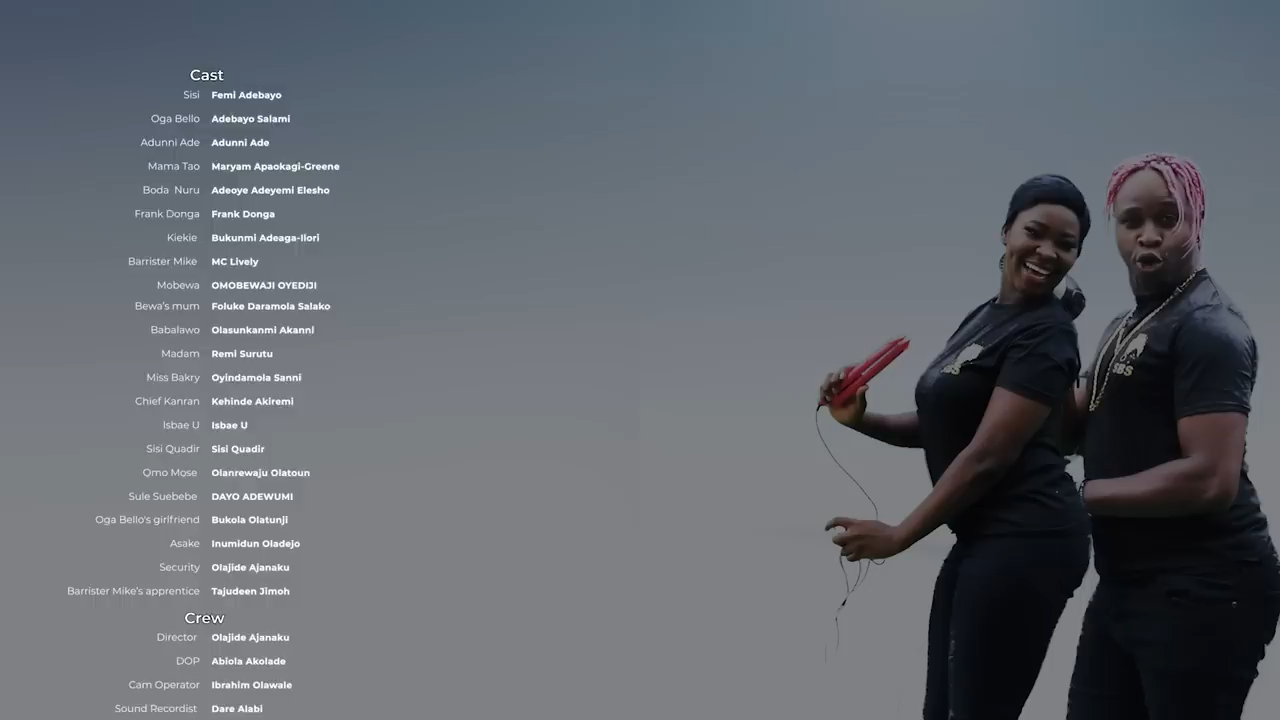 Cast
Sisi Femi Adebayo
Oga Bello Adebayo Salami
Adunni Ade Adunni Ade
Mama Tao Maryam Apaokagi-Greene
Boda Nuru Adeoye Adeyemi Elesho
Frank Donga Frank Donga
Kiekie Bukunmi Adeaga-Ilori
Barrister Mike MC Lively
Mobewa OMOBEWAJI OYEDIJI
Bewa's mum Foluke Daramola Salako
Babalawo Olasunkanmi Akanni
Madam Remi Surutu
Miss Bakry Oyindamola Sanni
Chief Kanran Kehinde Akiremi
Isbae U Isbae U
Sisi Quadir Sisi Quadir
Omo Mose Olanrewaju Olatoun
Sule Suebebe DAYO ADEWUMI
Oga Bello's girlfriend Bukola Olatunji
Asake Inumidun Oladejo
Security Olajide Ajanaku
Barrister Mike's apprentice Tajudeen Jimoh
Crew
Director Olajide Ajanaku
DOP Abiola Akolade
Cam Operator Ibrahim Olawale
Sound Recordist Dare Alabi
SBS